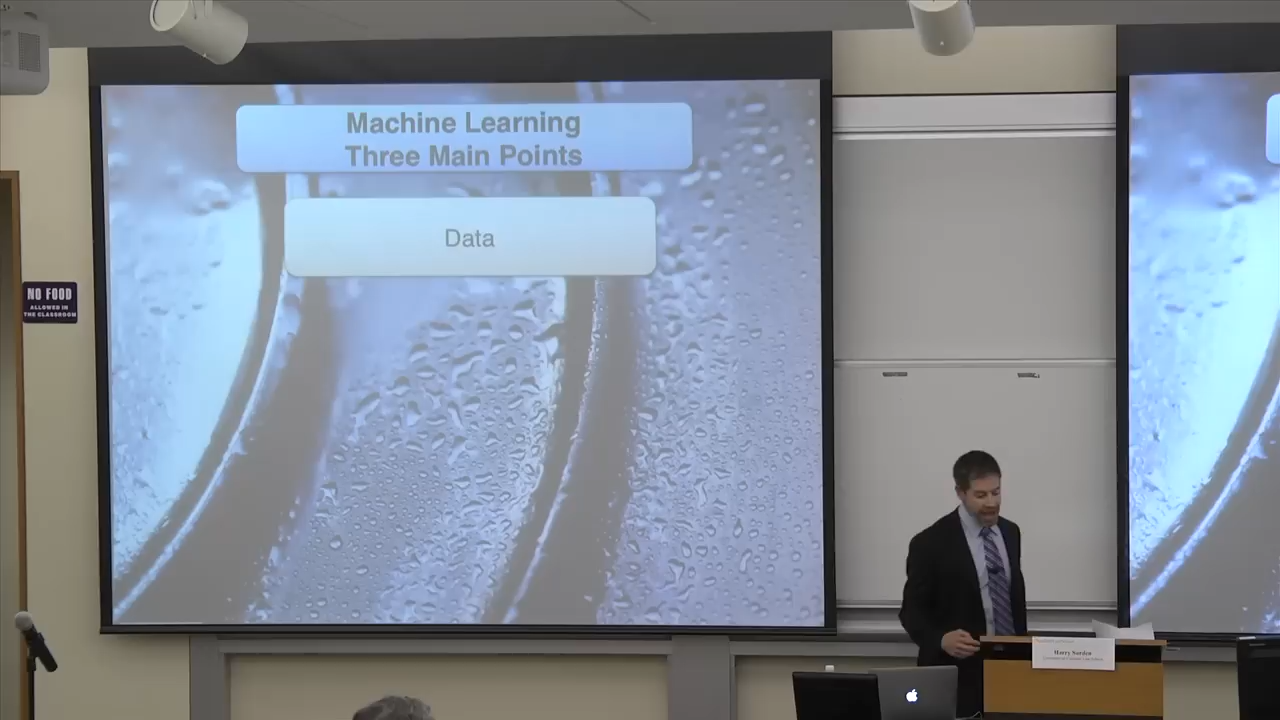 Machine Learning
Three Main Points
Data
NO FOOD
ALLOWED IN
THE CLASSROOM
Harry Surden